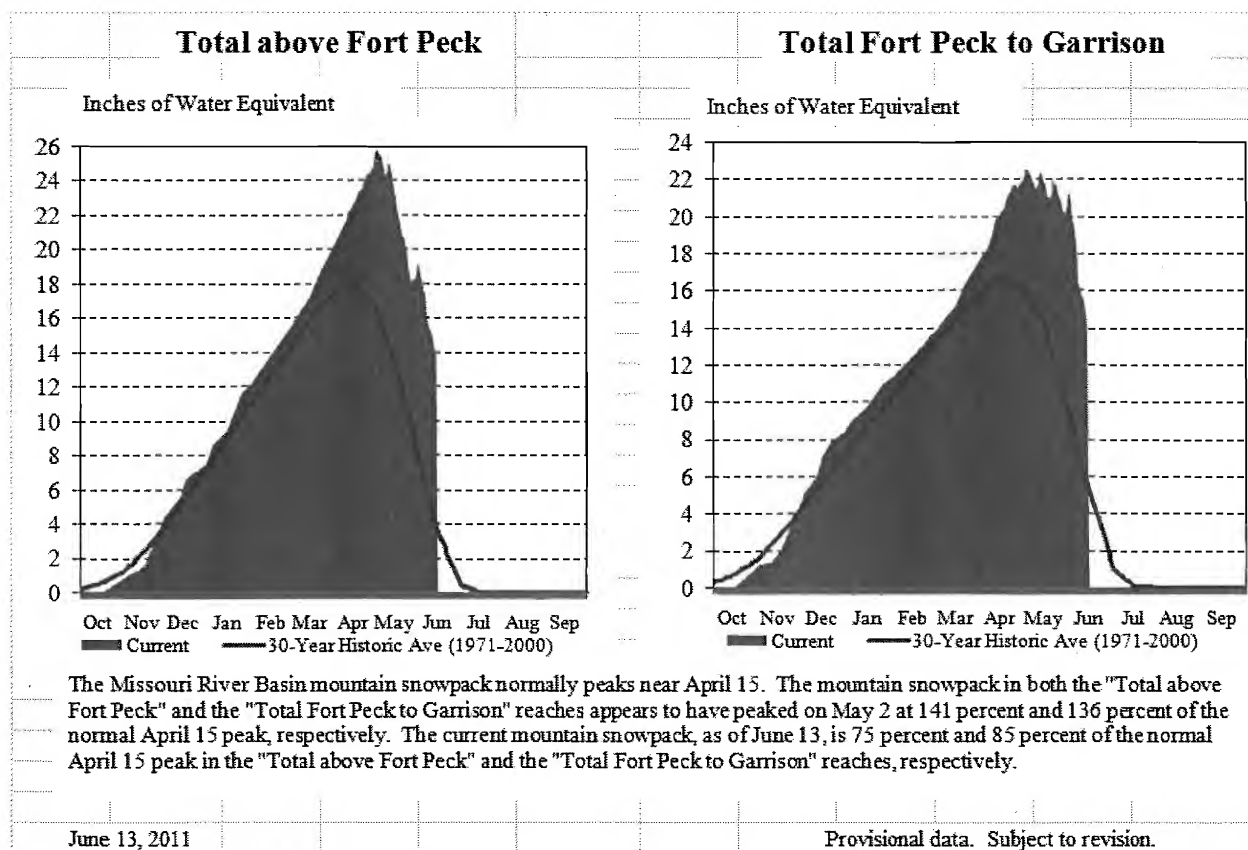 Total above Fort Peck
Inches of Water Equivalent
26
24
22
20
18
16
14
12
10
8
6
4
2
0
Oct Nov Dec Jan Feb Mar Apr May Jun Jul Aug Sep
Current 30-Year Historic Ave (1971-2000)
Total Fort Peck to Garrison
Inches of Water Equivalent
24
22
20
18
16
14
12
10
8
6
4
2
0
Oct Nov Dec Jan Feb Mar Apr May Jun Jul Aug Sep
Current 30-Year Historic Ave (1971-2000)
The Missouri River Basin mountain snowpack normally peaks near April 15. The mountain snowpack in both the "Total above
Fort Peck" and the "Total Fort Peck to Garrison" reaches appears to have peaked on May 2 at 141 percent and 136 percent of the
normal April 15 peak, respectively. The current mountain snowpack, as of June 13, is 75 percent and 85 percent of the normal
April 15 peak in the "Total above Fort Peck" and the "Total Fort Peck to Garrison" reaches, respectively.
June 13, 2011
Provisional data. Subject to revision.